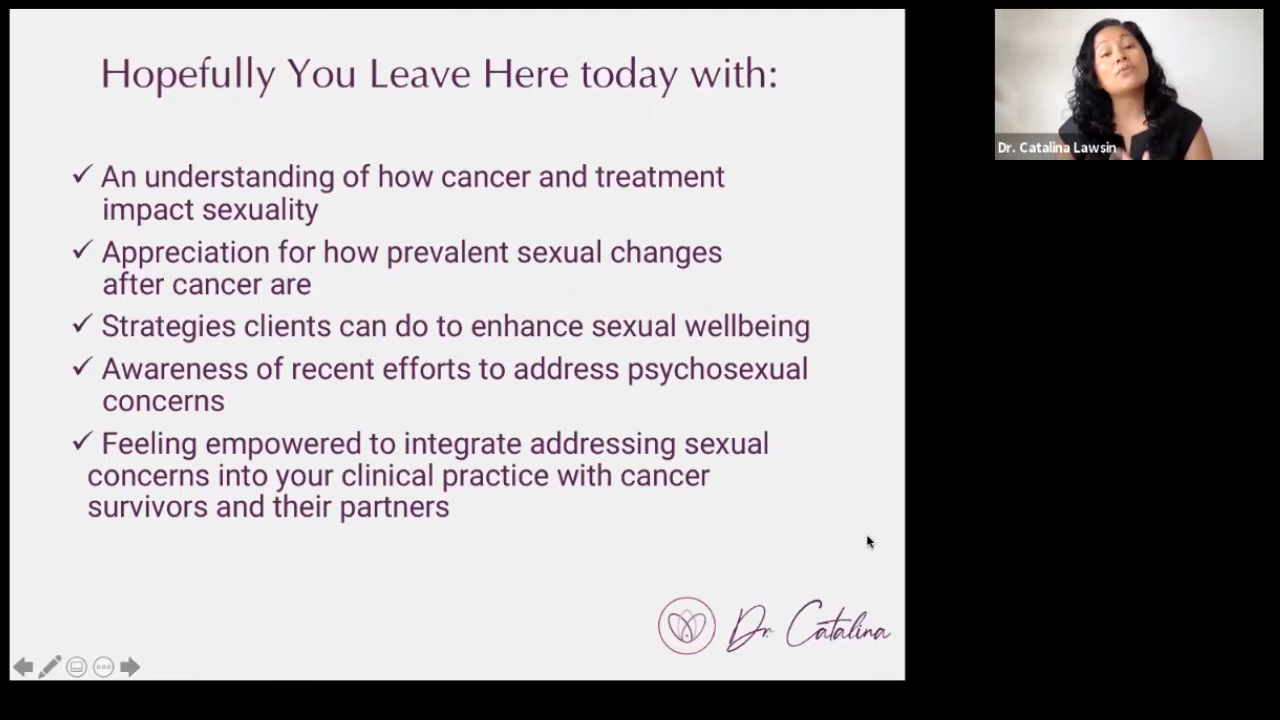 Hopefully You Leave Here today with:
✓ An understanding of how cancer and treatment
impact sexuality
✓ Appreciation for how prevalent sexual changes
after cancer are
✓ Strategies clients can do to enhance sexual wellbeing
✓ Awareness of recent efforts to address psychosexual
concerns
✓ Feeling empowered to integrate addressing sexual
concerns into your clinical practice with cancer
survivors and their partners
Dr. Catalina
Dr. Catalina Lawsin